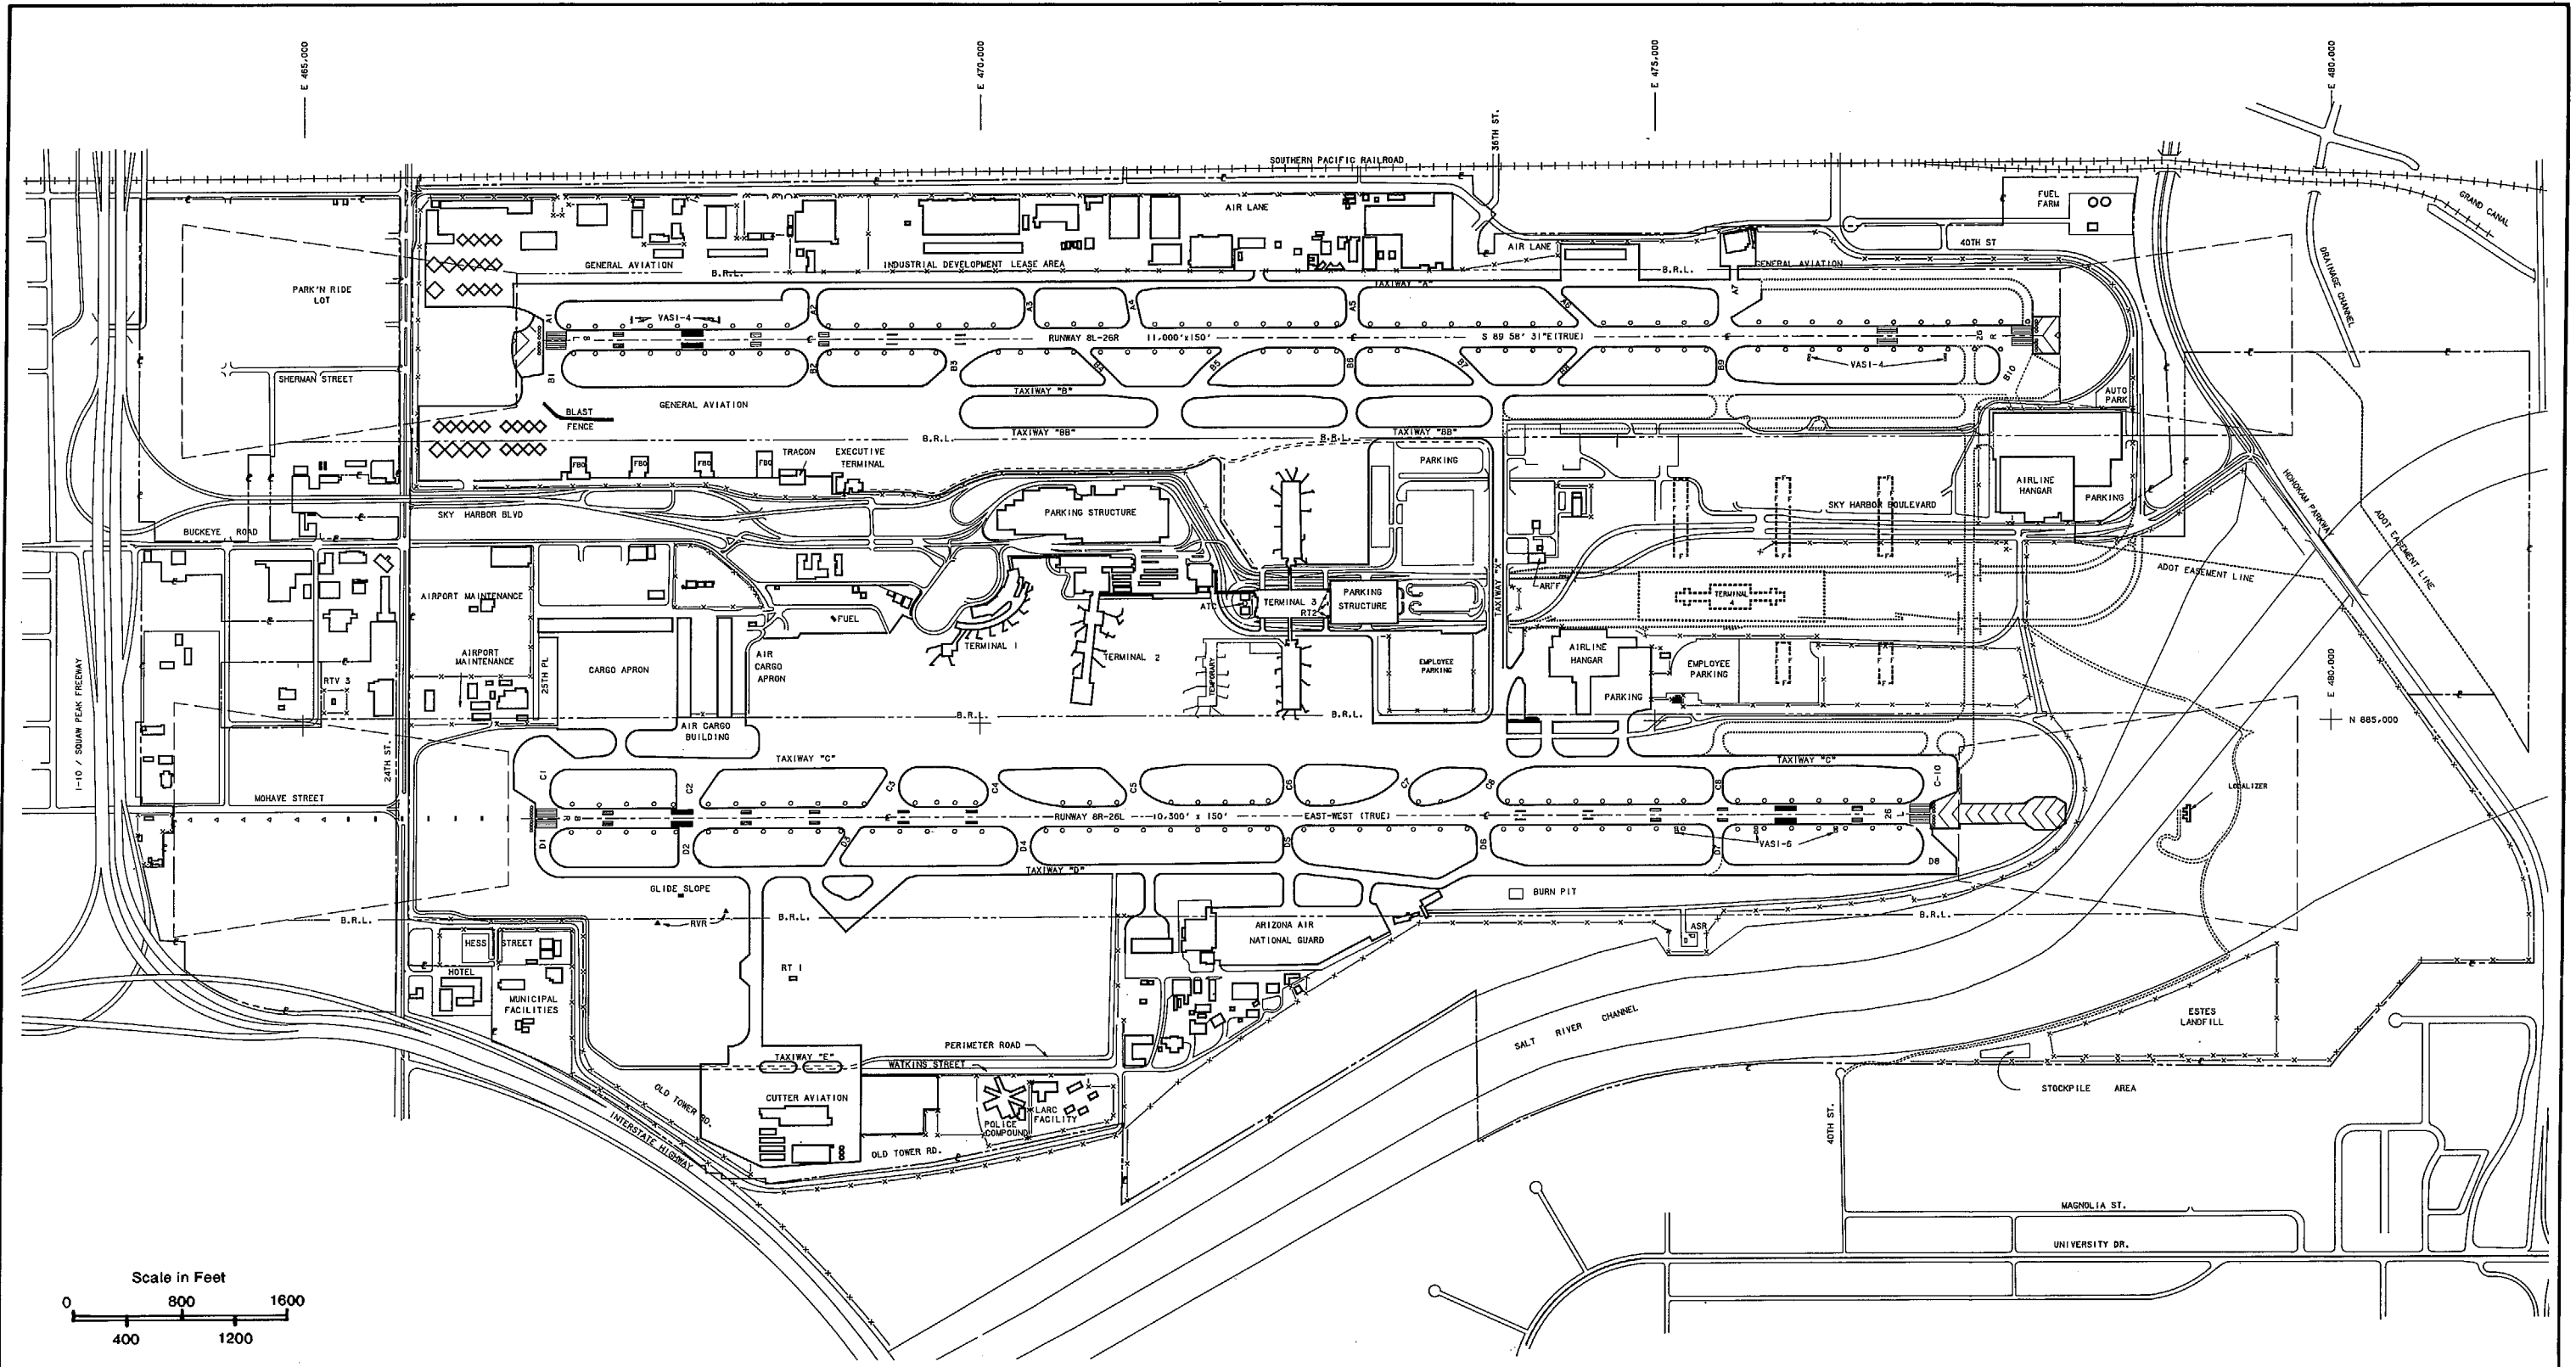 E 465,000
E 470,000
E 475,000
E 480,000
36TH ST.
SOUTHERN PACIFIC RAILROAD
GRAND CANAL
FUEL
FARM
DRAINAGE CHANNEL
AIR LANE
AIR LANE
40TH ST
GENERAL AVIATION
B.R.L.
INDUSTRIAL DEVELOPMENT LEASE AREA
B.R.L.
GENERAL AVIATION
PARK'N RIDE
LOT
TAXIWAY "A"
A1
A2
A3
A4
A5
A6
A7
VASI-4
8
L
RUNWAY 8L-26R
11,000'x150'
S 89 58' 31"E(TRUE)
26
R
VASI-4
B1
B2
B3
B4
B5
B6
B7
B8
B9
B10
SHERMAN STREET
TAXIWAY "B"
AUTO
PARK
GENERAL AVIATION
BLAST
FENCE
TAXIWAY "BB"
TAXIWAY "BB"
B.R.L.
B.R.L.
FBO
FBO
FBO
FBO
TRACON
EXECUTIVE
TERMINAL
PARKING
AIRLINE
HANGAR
PARKING
HOHOKAM PARKWAY
ADOT EASEMENT LINE
SKY HARBOR BLVD
PARKING STRUCTURE
SKY HARBOR BOULEVARD
BUCKEYE ROAD
ADOT EASEMENT LINE
AIRPORT MAINTENANCE
ARFF
TAXIWAY "X"
ATC
TERMINAL 3
RT2
PARKING
STRUCTURE
TERMINAL
4
FUEL
TERMINAL 1
TERMINAL 2
AIRPORT
MAINTENANCE
25TH PL
CARGO APRON
AIR
CARGO
APRON
TEMPORARY
EMPLOYEE
PARKING
AIRLINE
HANGAR
EMPLOYEE
PARKING
PARKING
E 480,000
N 885,000
RTV 3
I-10 / SQUAW PEAK FREEWAY
24TH ST.
B.R.L.
B.R.L.
AIR CARGO
BUILDING
TAXIWAY "C"
TAXIWAY "C"
C1
C2
C3
C4
C5
C6
C7
C8
C8
C-10
MOHAVE STREET
LOCALIZER
R
8
RUNWAY 8R-26L
10,300' x 150'
EAST-WEST (TRUE)
26
L
VASI-6
D1
D2
D3
D4
D5
D6
D7
D8
TAXIWAY "D"
GLIDE SLOPE
RVR
BURN PIT
B.R.L.
B.R.L.
B.R.L.
ASR
ARIZONA AIR
NATIONAL GUARD
HESS STREET
HOTEL
MUNICIPAL
FACILITIES
RT 1
ESTES
LANDFILL
SALT RIVER CHANNEL
PERIMETER ROAD
TAXIWAY "E"
WATKINS STREET
STOCKPILE AREA
OLD TOWER RD.
CUTTER AVIATION
LARC
FACILITY
POLICE
COMPOUND
OLD TOWER RD.
INTERSTATE HIGHWAY
40TH ST.
MAGNOLIA ST.
UNIVERSITY DR.
Scale in Feet
0 800 1600
400 1200